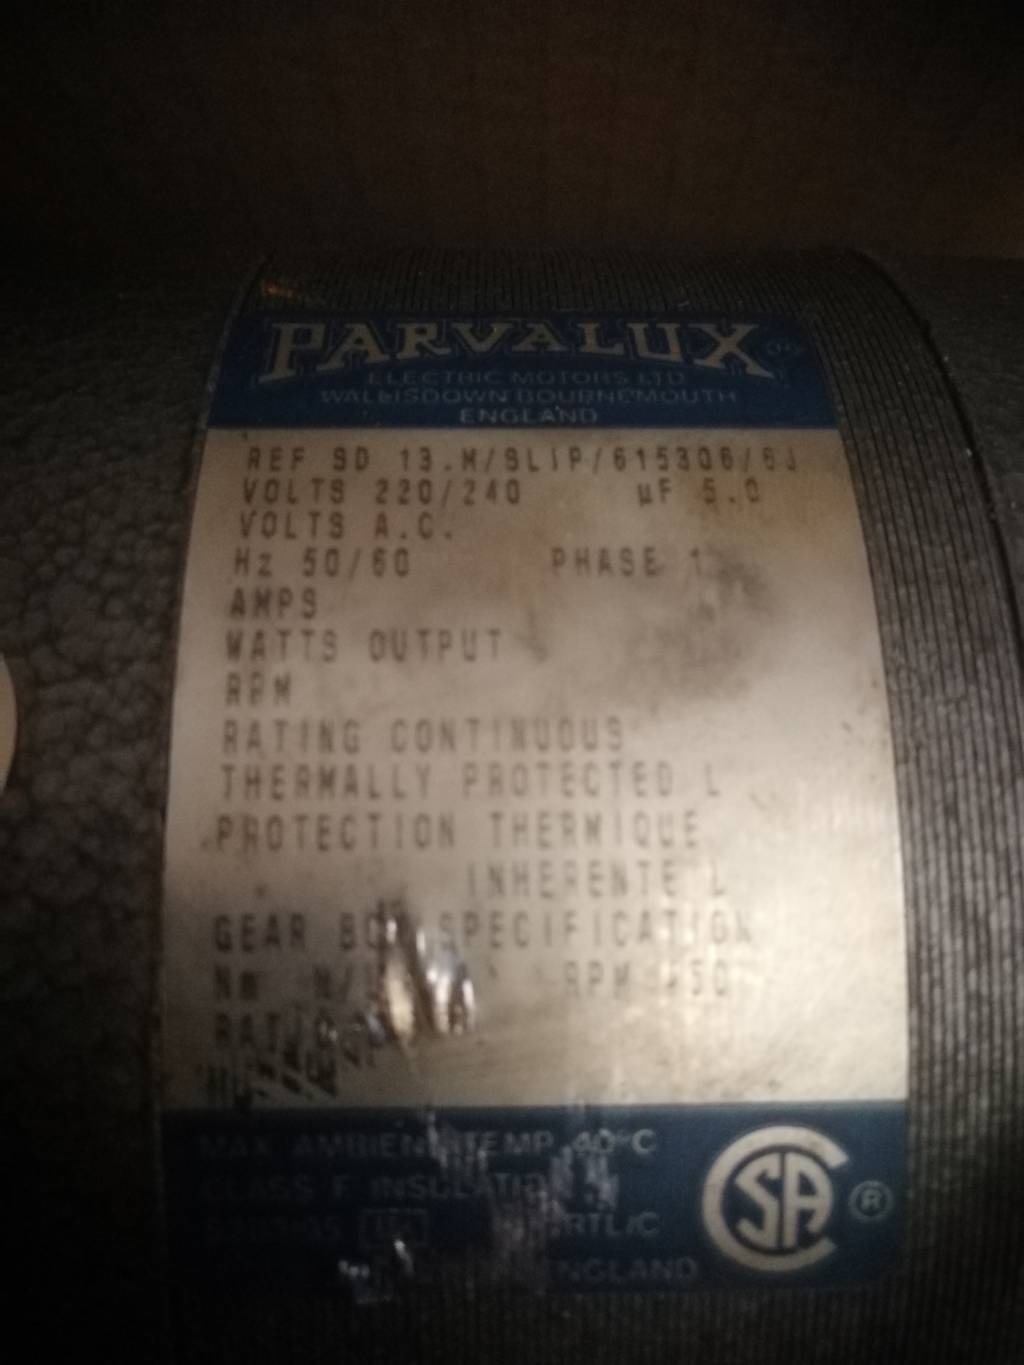 PARVALUX
ELECTRIC MOTORS LTD
WALLISDOWN BOURNEMOUTH
ENGLAND
REF SD 13.M/SLIP/615306/6J
VOLTS 220/240 µF 5.0
VOLTS A.C.
Hz 50/60 PHASE 1
AMPS
WATTS OUTPUT
RPM
RATING CONTINUOUS
THERMALLY PROTECTED L
PROTECTION THERMIQUE
INHERENTE L
GEAR BOX SPECIFICATION
Nm RPM
MAX AMBIENT TEMP 40°C
CLASS F INSULATION
ENGLAND
CSA ®